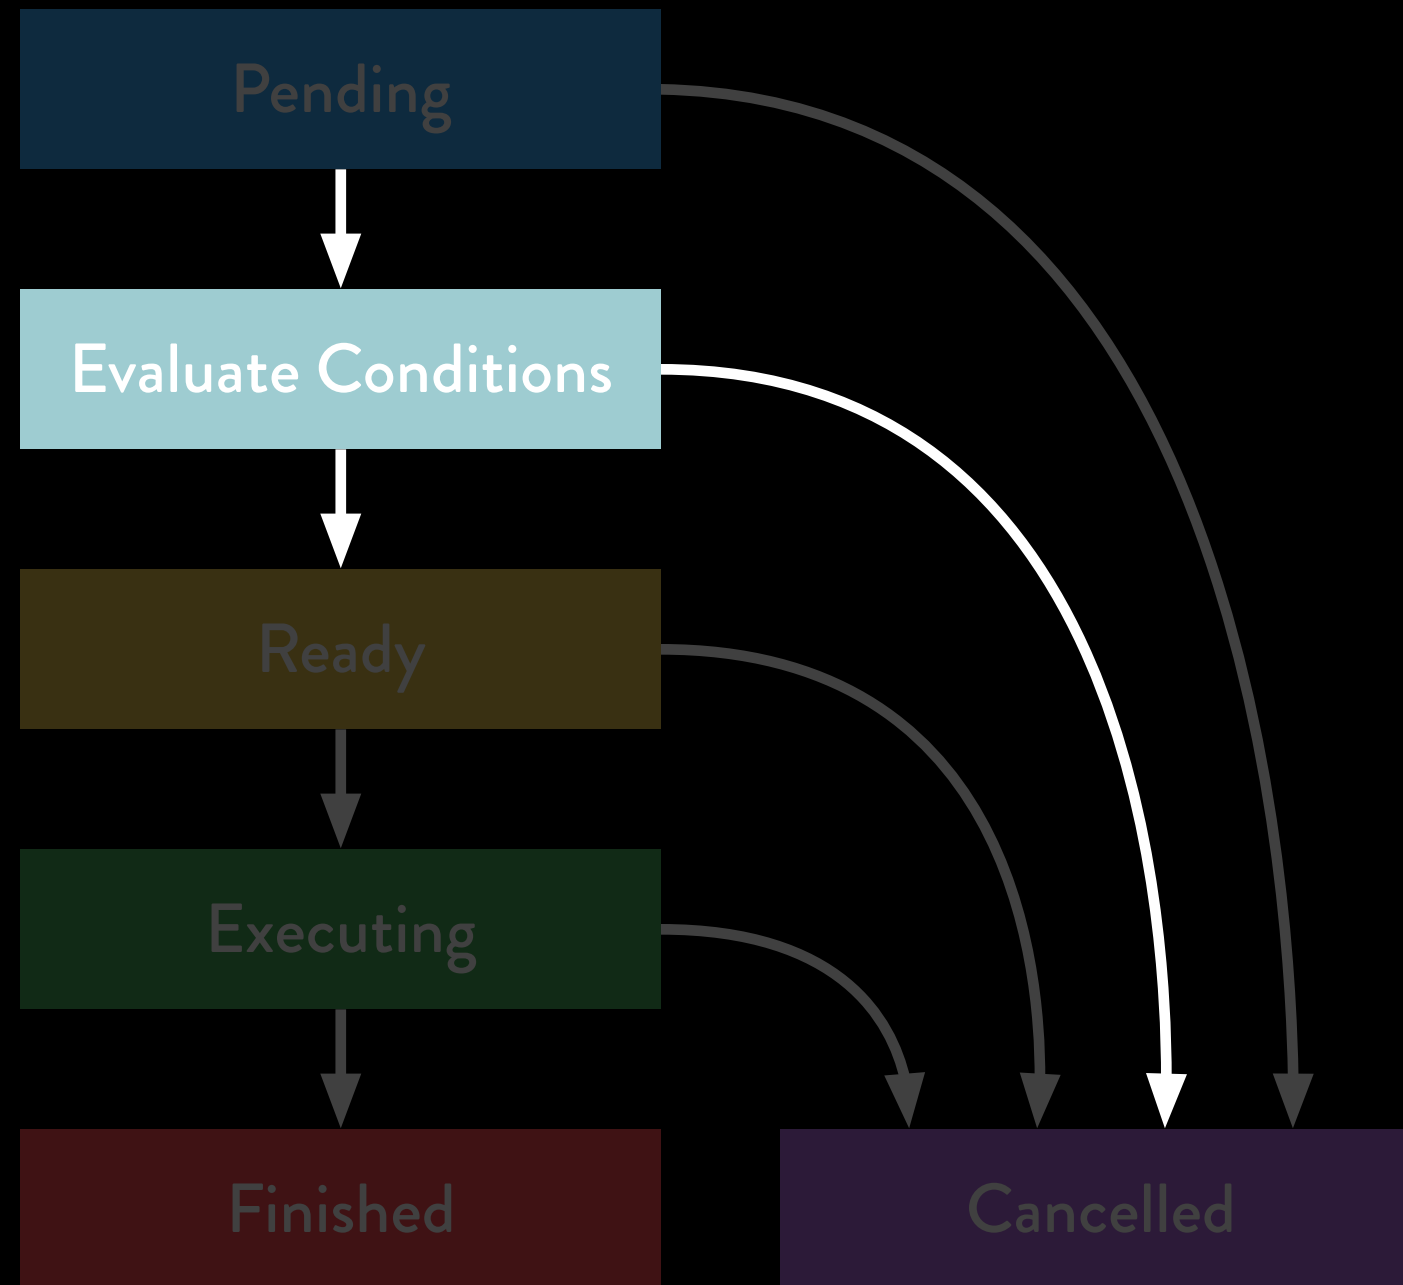 Pending
Evaluate Conditions
Ready
Executing
Finished
Cancelled